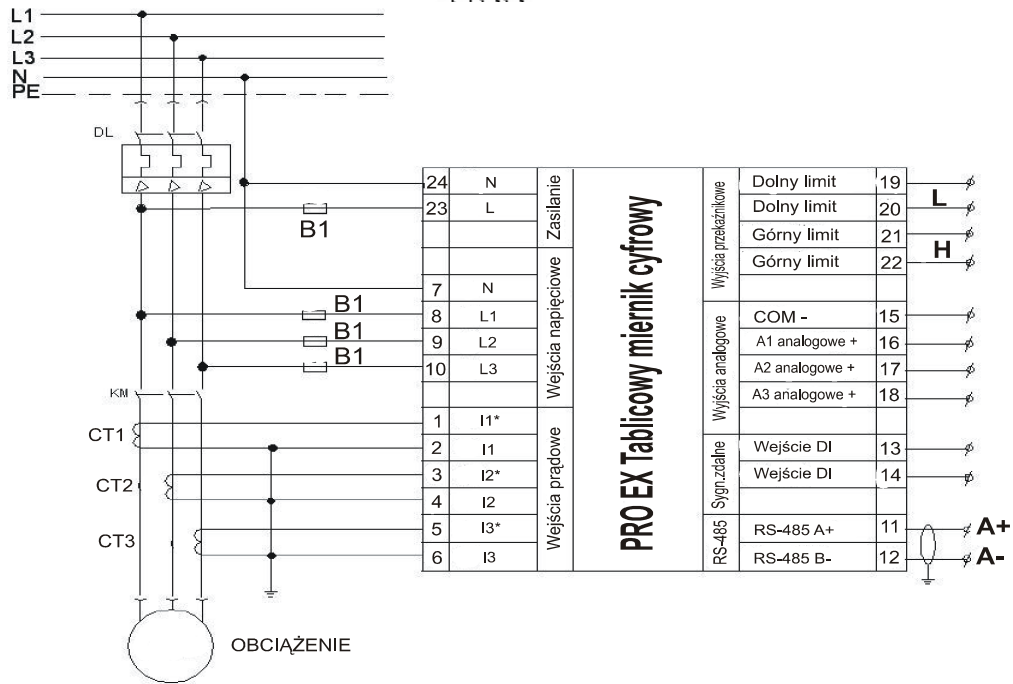 L1
L2
L3
N
PE
DL
B1
B1
B1
B1
KM
CT1
CT2
CT3
OBCIĄŻENIE
24 N
23 L
7 N
8 L1
9 L2
10 L3
1 I1*
2 I1
3 I2*
4 I2
5 I3*
6 I3
Zasilanie
Wejścia napięciowe
Wejścia prądowe
PRO EX Tablicowy miernik cyfrowy
Wyjścia przekaźnikowe
Wyjścia analogowe
Sygn.zdalne
RS-485
Dolny limit 19
Dolny limit 20
Górny limit 21
Górny limit 22
COM - 15
A1 analogowe + 16
A2 analogowe + 17
A3 analogowe + 18
Wejście DI 13
Wejście DI 14
RS-485 A+ 11
RS-485 B- 12
L
H
A+
A-